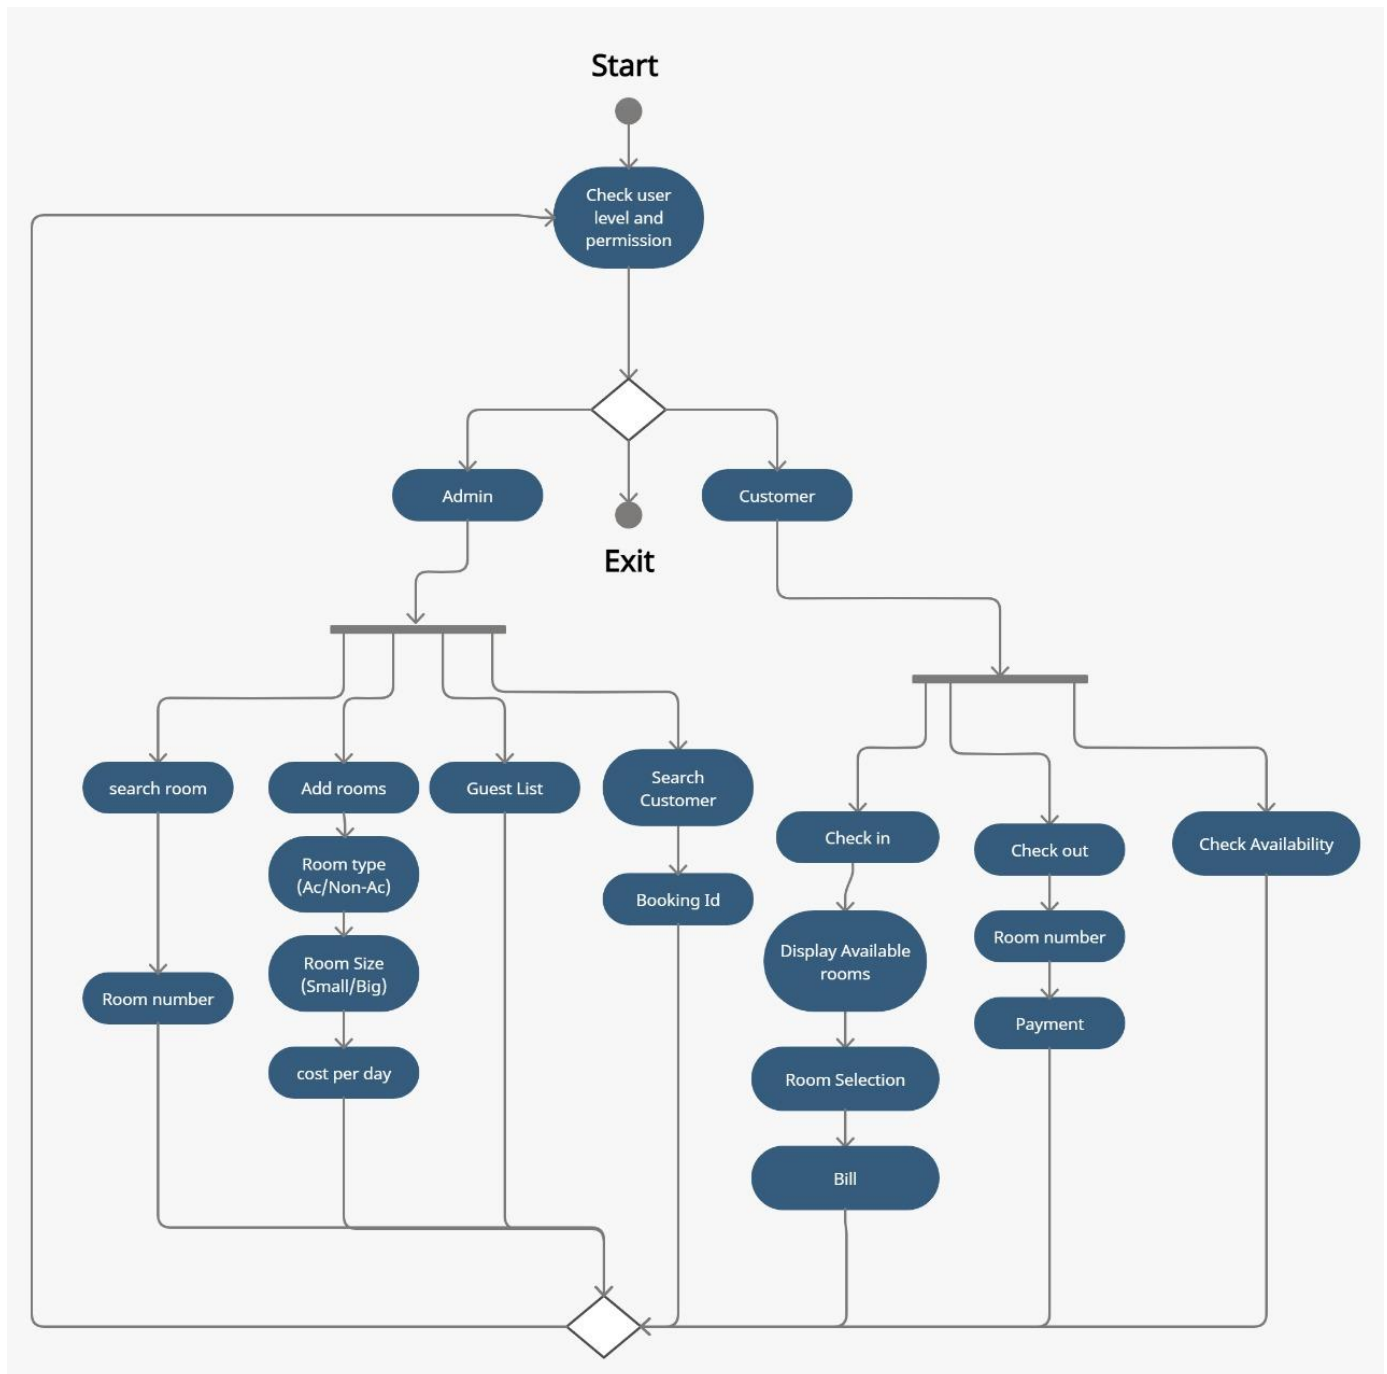 Start
Check user
level and
permission
Admin
Customer
Exit
search room
Add rooms
Guest List
Search
Customer
Check in
Check out
Check Availability
Room type
(Ac/Non-Ac)
Booking Id
Display Available
rooms
Room number
Room number
Room Size
(Small/Big)
Payment
cost per day
Room Selection
Bill